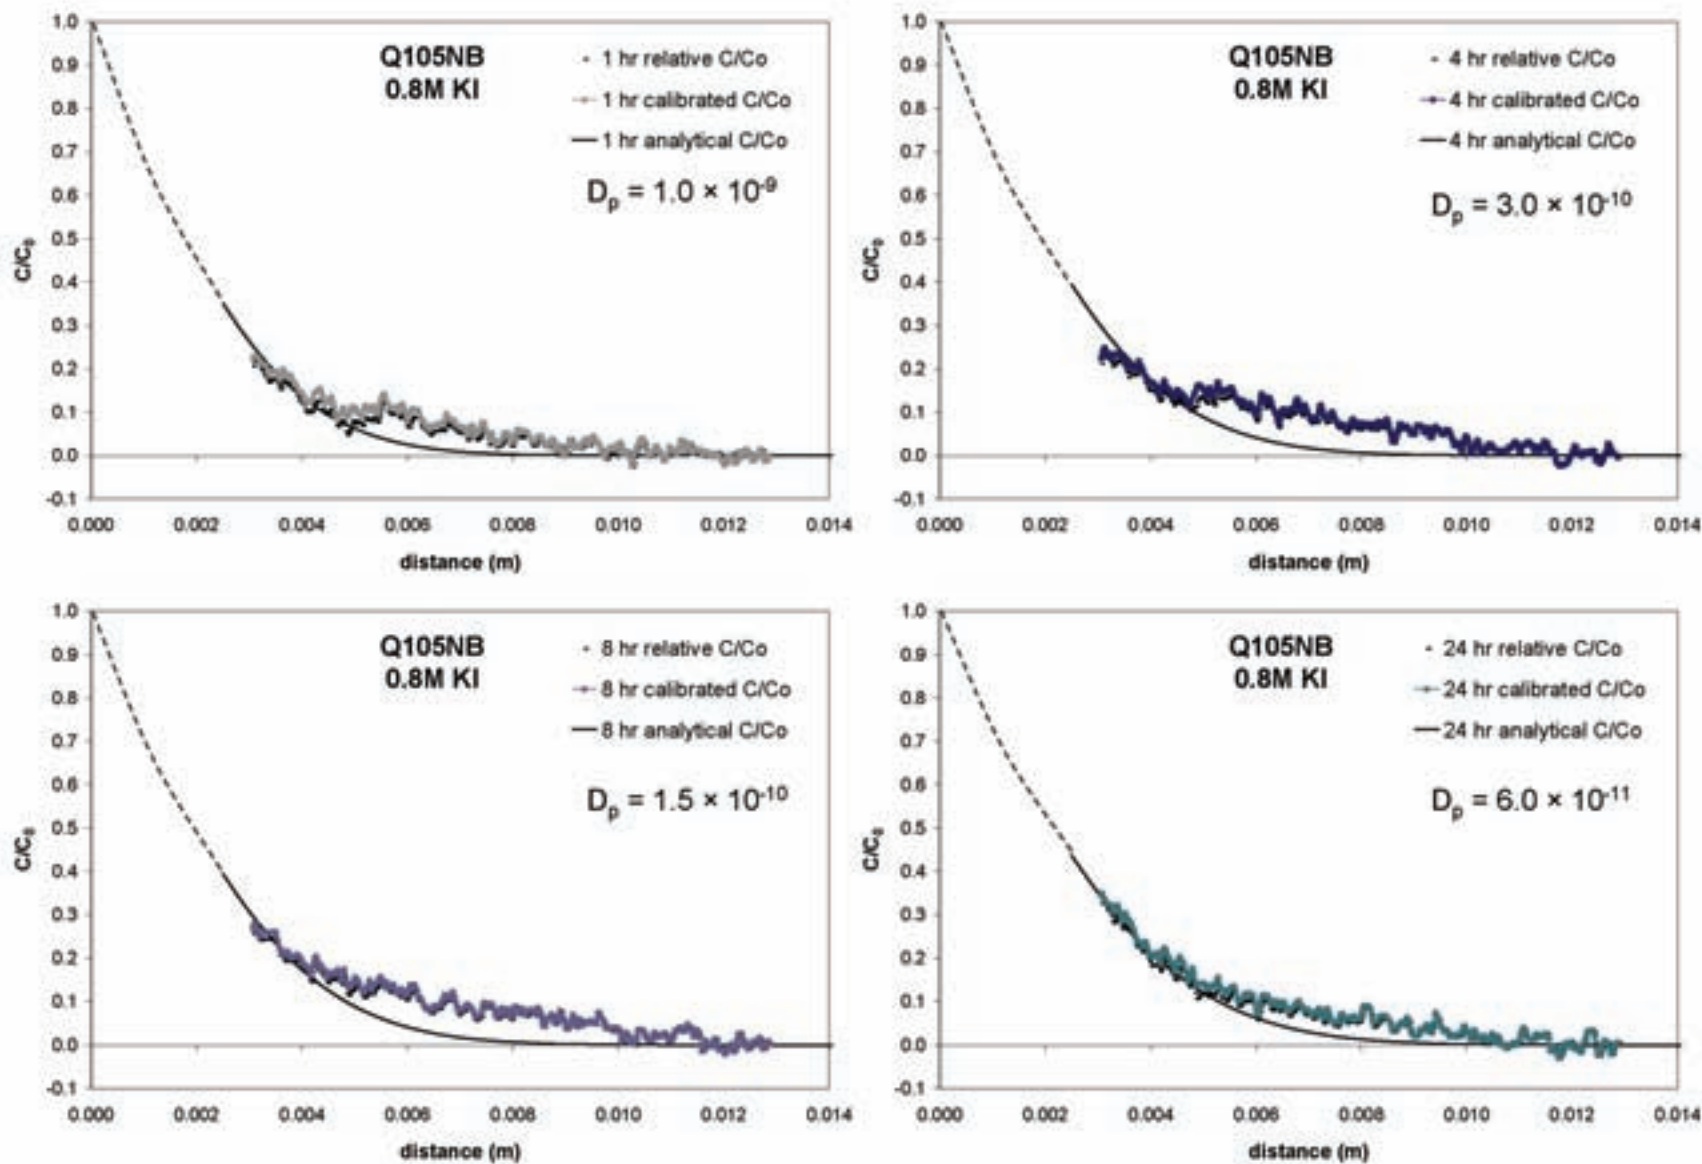 Q105NB
0.8M KI
1 hr relative C/Co
1 hr calibrated C/Co
1 hr analytical C/Co
Dₚ = 1.0 × 10⁻⁹
C/C₀
1.0
0.9
0.8
0.7
0.6
0.5
0.4
0.3
0.2
0.1
0.0
-0.1
0.000 0.002 0.004 0.006 0.008 0.010 0.012 0.014
distance (m)
Q105NB
0.8M KI
4 hr relative C/Co
4 hr calibrated C/Co
4 hr analytical C/Co
Dₚ = 3.0 × 10⁻¹⁰
C/C₀
1.0
0.9
0.8
0.7
0.6
0.5
0.4
0.3
0.2
0.1
0.0
-0.1
0.000 0.002 0.004 0.006 0.008 0.010 0.012 0.014
distance (m)
Q105NB
0.8M KI
8 hr relative C/Co
8 hr calibrated C/Co
8 hr analytical C/Co
Dₚ = 1.5 × 10⁻¹⁰
C/C₀
1.0
0.9
0.8
0.7
0.6
0.5
0.4
0.3
0.2
0.1
0.0
-0.1
0.000 0.002 0.004 0.006 0.008 0.010 0.012 0.014
distance (m)
Q105NB
0.8M KI
24 hr relative C/Co
24 hr calibrated C/Co
24 hr analytical C/Co
Dₚ = 6.0 × 10⁻¹¹
C/C₀
1.0
0.9
0.8
0.7
0.6
0.5
0.4
0.3
0.2
0.1
0.0
-0.1
0.000 0.002 0.004 0.006 0.008 0.010 0.012 0.014
distance (m)